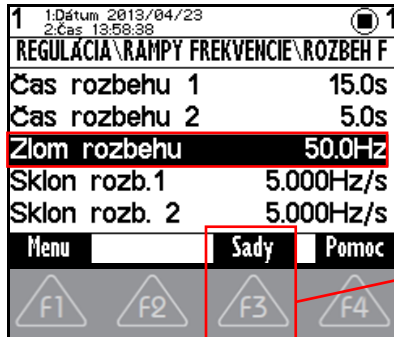 1 1:Dátum 2013/04/23 1
2:Čas 13:58:38
REGULÁCIA\RAMPY FREKVENCIE\ROZBEH F
Čas rozbehu 1 15.0s
Čas rozbehu 2 5.0s
Zlom rozbehu 50.0Hz
Sklon rozb.1 5.000Hz/s
Sklon rozb. 2 5.000Hz/s
Menu Sady Pomoc
F1 F2 F3 F4